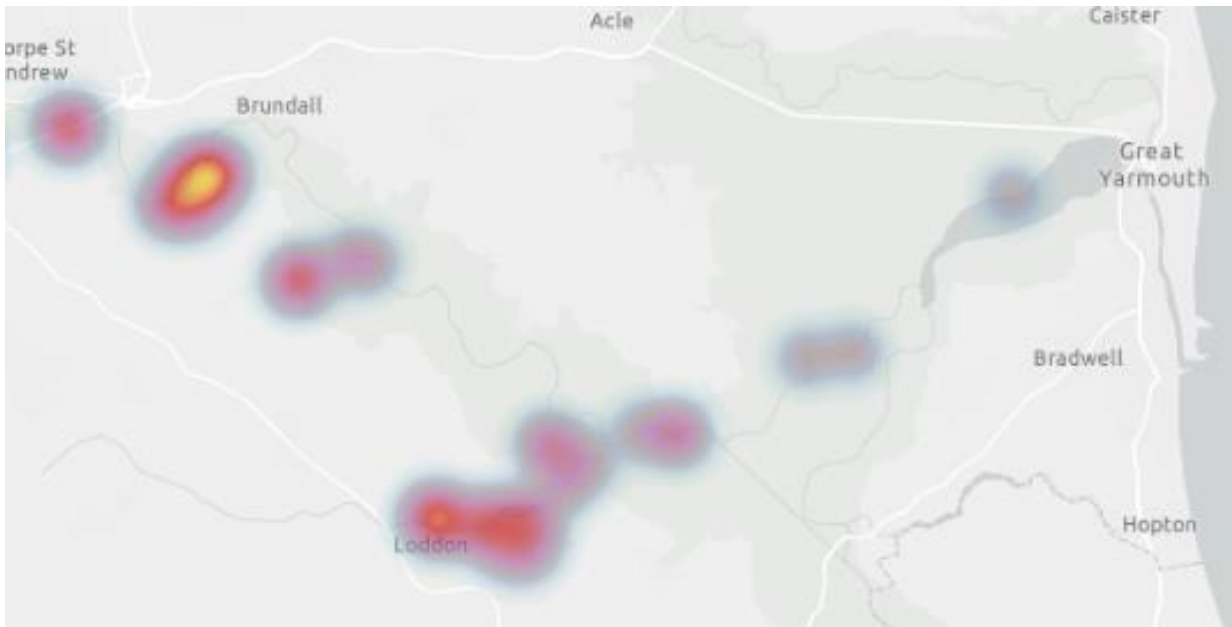 Acle
Caister
orpe St
ndrew
Brundall
Great
Yarmouth
Bradwell
Hopton
Loddon